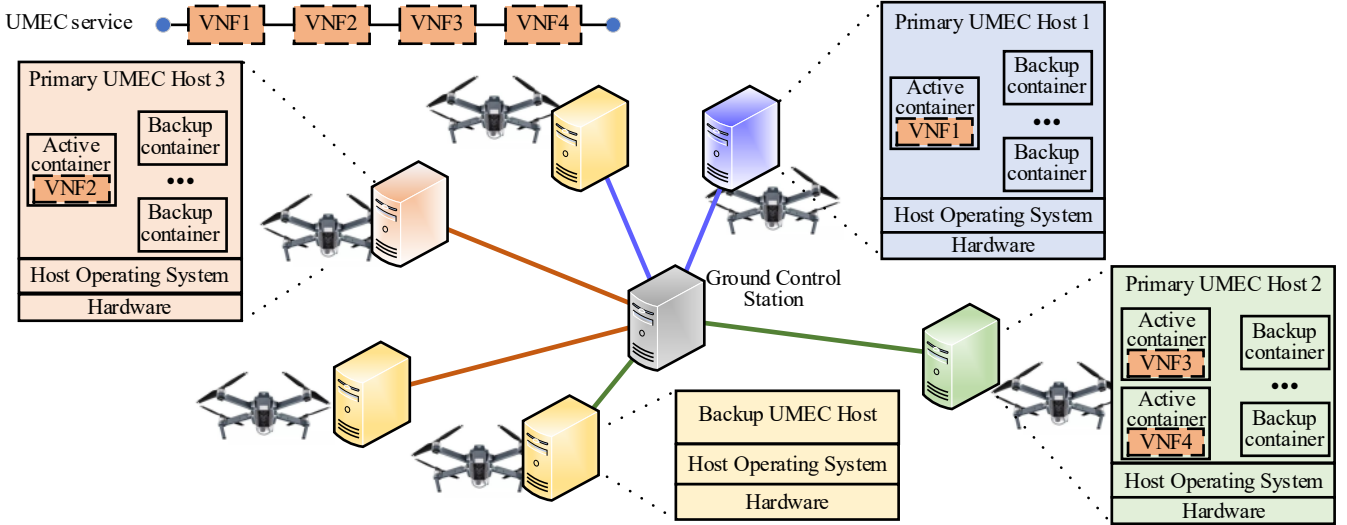 UMEC service
VNF1 VNF2 VNF3 VNF4
Primary UMEC Host 3
Active
container
VNF2
Backup
container
•••
Backup
container
Host Operating System
Hardware
Primary UMEC Host 1
Active
container
VNF1
Backup
container
•••
Backup
container
Host Operating System
Hardware
Ground Control
Station
Primary UMEC Host 2
Active
container
VNF3
Active
container
VNF4
Backup
container
•••
Backup
container
Host Operating System
Hardware
Backup UMEC Host
Host Operating System
Hardware